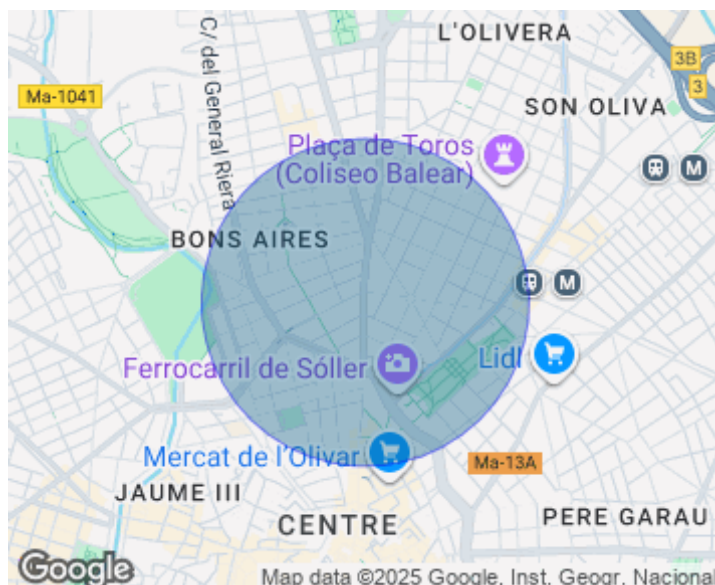 L'OLIVERA
3B
3
C/ del General Riera
Ma-1041
SON OLIVA
Plaça de Toros
(Coliseo Balear)
M
BONS AIRES
M
Ferrocarril de Sóller
Lidl
Mercat de l'Olivar
Ma-13A
JAUME III
CENTRE
PERE GARAU
Google
Map data ©2025 Google, Inst. Geogr. Nacional